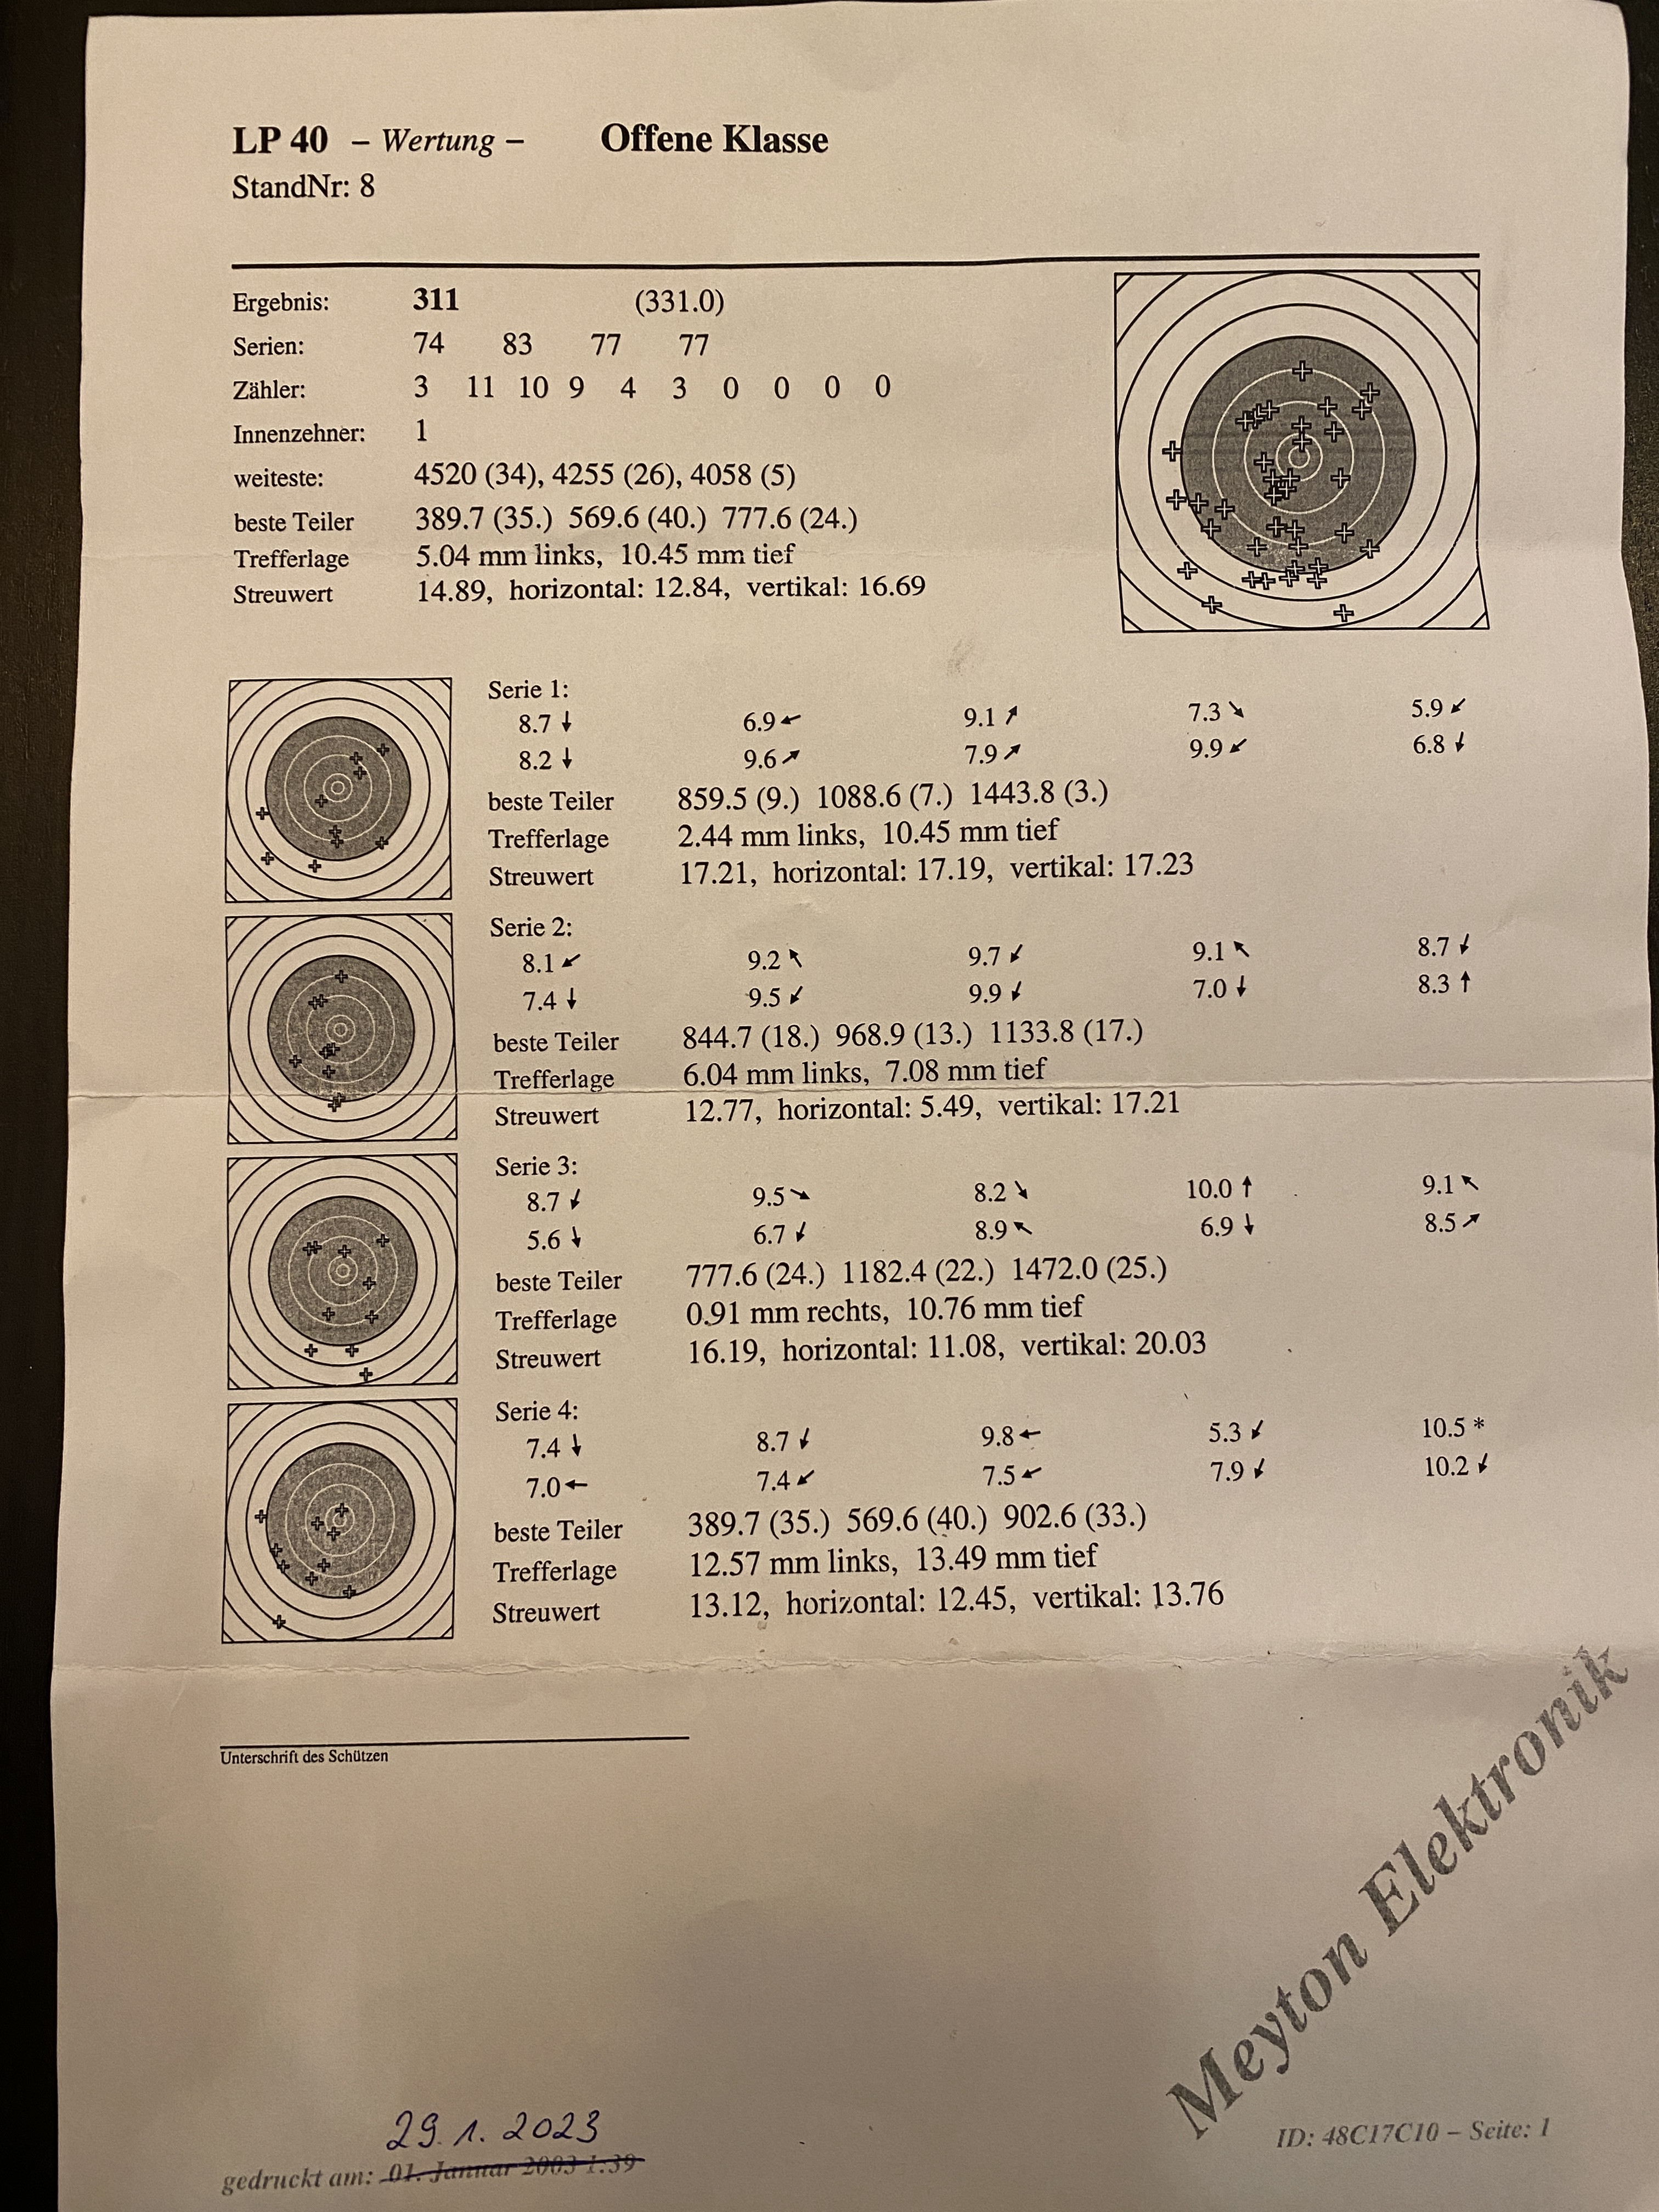 LP 40 – Wertung – Offene Klasse
StandNr: 8
Ergebnis: 311 (331.0)
Serien: 74 83 77 77
Zähler: 3 11 10 9 4 3 0 0 0 0
Innenzehner: 1
weiteste: 4520 (34), 4255 (26), 4058 (5)
beste Teiler 389.7 (35.) 569.6 (40.) 777.6 (24.)
Trefferlage 5.04 mm links, 10.45 mm tief
Streuwert 14.89, horizontal: 12.84, vertikal: 16.69
Serie 1:
8.7 ↓ 6.9 ← 9.1 ↗ 7.3 ↘ 5.9 ↙
8.2 ↓ 9.6 ↗ 7.9 ↗ 9.9 ↙ 6.8 ↓
beste Teiler 859.5 (9.) 1088.6 (7.) 1443.8 (3.)
Trefferlage 2.44 mm links, 10.45 mm tief
Streuwert 17.21, horizontal: 17.19, vertikal: 17.23
Serie 2:
8.1 ↙ 9.2 ↖ 9.7 ↙ 9.1 ↖ 8.7 ↓
7.4 ↓ 9.5 ↙ 9.9 ↙ 7.0 ↓ 8.3 ↑
beste Teiler 844.7 (18.) 968.9 (13.) 1133.8 (17.)
Trefferlage 6.04 mm links, 7.08 mm tief
Streuwert 12.77, horizontal: 5.49, vertikal: 17.21
Serie 3:
8.7 ↙ 9.5 ↘ 8.2 ↘ 10.0 ↑ 9.1 ↖
5.6 ↓ 6.7 ↙ 8.9 ↖ 6.9 ↓ 8.5 ↗
beste Teiler 777.6 (24.) 1182.4 (22.) 1472.0 (25.)
Trefferlage 0.91 mm rechts, 10.76 mm tief
Streuwert 16.19, horizontal: 11.08, vertikal: 20.03
Serie 4:
7.4 ↓ 8.7 ↙ 9.8 ← 5.3 ↙ 10.5 *
7.0 ← 7.4 ↙ 7.5 ↙ 7.9 ↙ 10.2 ↙
beste Teiler 389.7 (35.) 569.6 (40.) 902.6 (33.)
Trefferlage 12.57 mm links, 13.49 mm tief
Streuwert 13.12, horizontal: 12.45, vertikal: 13.76
Unterschrift des Schützen
Meyton Elektronik
29.1.2023
gedruckt am: 01. Januar 2003 1:39
ID: 48C17C10 – Seite: 1